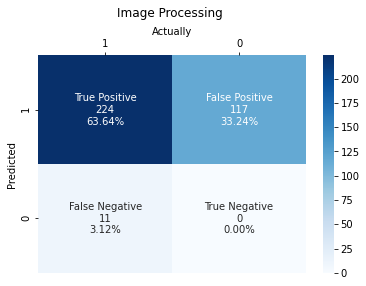 Image Processing
Actually
1 0
Predicted
1
True Positive
224
63.64%
False Positive
117
33.24%
0
False Negative
11
3.12%
True Negative
0
0.00%
200
175
150
125
100
75
50
25
0